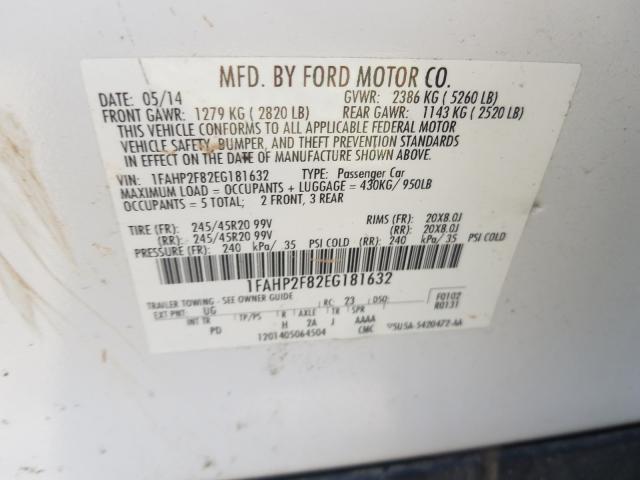 MFD. BY FORD MOTOR CO.
DATE: 05/14 GVWR: 2386 KG ( 5260 LB)
FRONT GAWR: 1279 KG ( 2820 LB) REAR GAWR: 1143 KG ( 2520 LB)
THIS VEHICLE CONFORMS TO ALL APPLICABLE FEDERAL MOTOR
VEHICLE SAFETY, BUMPER, AND THEFT PREVENTION STANDARDS
IN EFFECT ON THE DATE OF MANUFACTURE SHOWN ABOVE.
VIN: 1FAHP2F82EG181632 TYPE: Passenger Car
MAXIMUM LOAD = OCCUPANTS + LUGGAGE = 430KG/ 950LB
OCCUPANTS = 5 TOTAL; 2 FRONT, 3 REAR
TIRE (FR): 245/45R20 99V RIMS (FR): 20X8.0J
(RR): 245/45R20 99V (RR): 20X8.0J
PRESSURE (FR): 240 kPa/ 35 PSI COLD (RR): 240 kPa/ 35 PSI COLD
1FAHP2F82EG181632
TRAILER TOWING - SEE OWNER GUIDE
EXT PNT: UG RC: 23 DSO: F0102
R0131
INT TR TP/PS R AXLE TR SPR
PD H 2A J AAAA
1201405064504 CMC 5U5A-5420472-AA